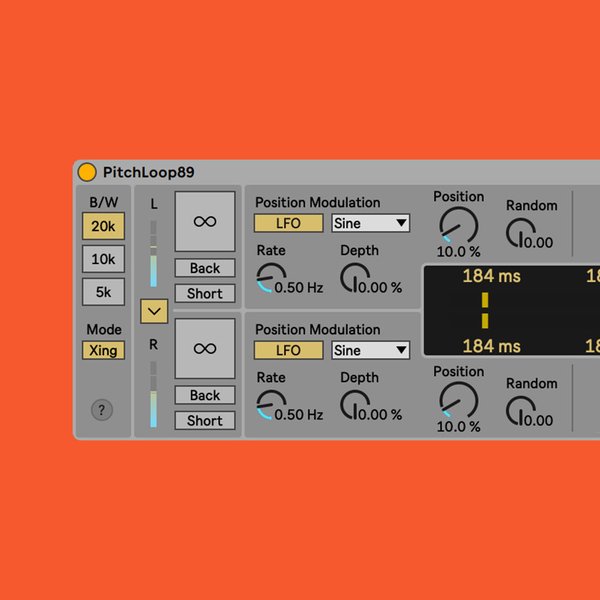 PitchLoop89
B/W
20k
10k
5k
Mode
Xing
?
L
∞
Back
Short
R
∞
Back
Short
Position Modulation
LFO Sine
Rate Depth
0.50 Hz 0.00 %
Position Random
10.0 % 0.00
184 ms 18
184 ms 18
Position Modulation
LFO Sine
Rate Depth
0.50 Hz 0.00 %
Position Random
10.0 % 0.00